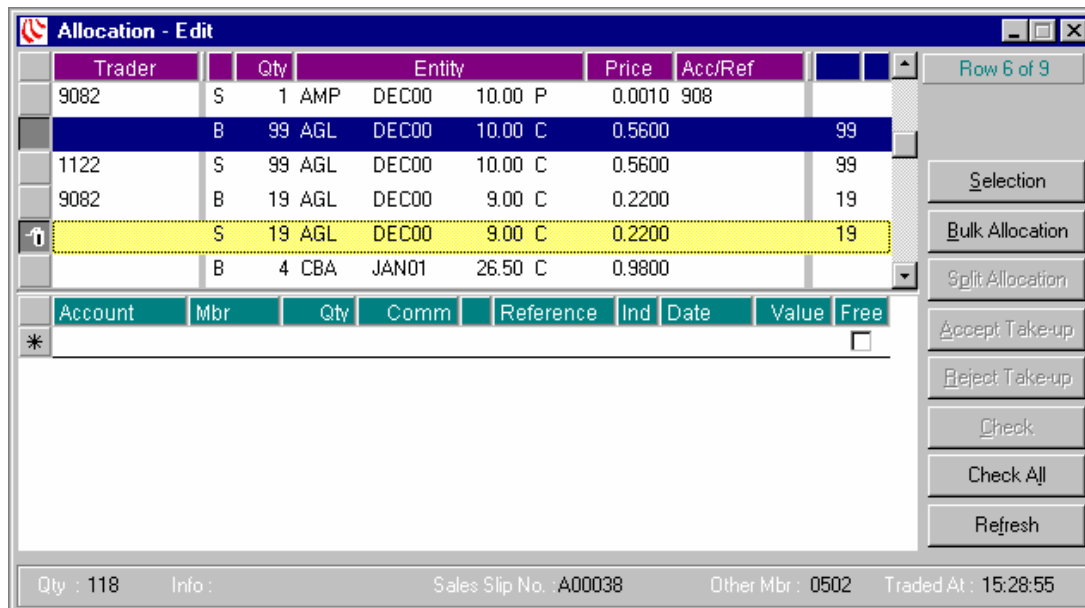 Allocation - Edit
Trader Qty Entity Price Acc/Ref Row 6 of 9
9082 S 1 AMP DEC00 10.00 P 0.0010 908
B 99 AGL DEC00 10.00 C 0.5600 99
1122 S 99 AGL DEC00 10.00 C 0.5600 99
Selection
9082 B 19 AGL DEC00 9.00 C 0.2200 19
S 19 AGL DEC00 9.00 C 0.2200 19
Bulk Allocation
B 4 CBA JAN01 26.50 C 0.9800
Split Allocation
Account Mbr Qty Comm Reference Ind Date Value Free
Accept Take-up
Reject Take-up
Check
Check All
Refresh
Qty : 118 Info : Sales Slip No. : A00038 Other Mbr : 0502 Traded At : 15:28:55